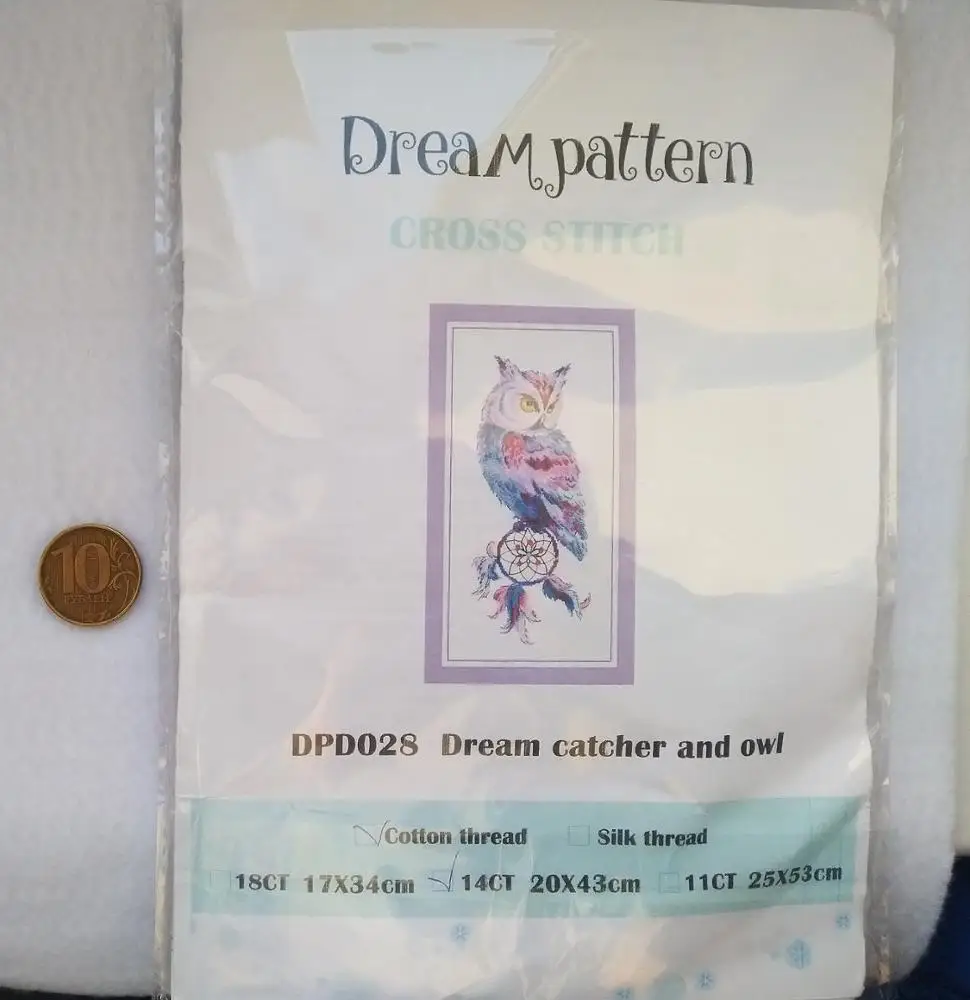 Dream pattern
CROSS STITCH
10
DPD028 Dream catcher and owl
Cotton thread Silk thread
18CT 17X34cm 14CT 20X43cm 11CT 25X53cm